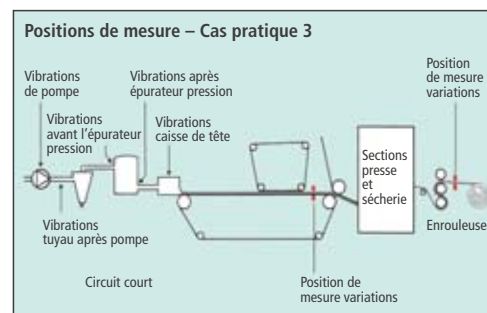 Positions de mesure – Cas pratique 3
Vibrations
de pompe
Vibrations
avant l'épurateur
pression
Vibrations après
épurateur pression
Vibrations
caisse de tête
Position
de mesure
variations
Sections
presse
et
sécherie
Vibrations
tuyau après pompe
Enrouleuse
Circuit court
Position de
mesure variations